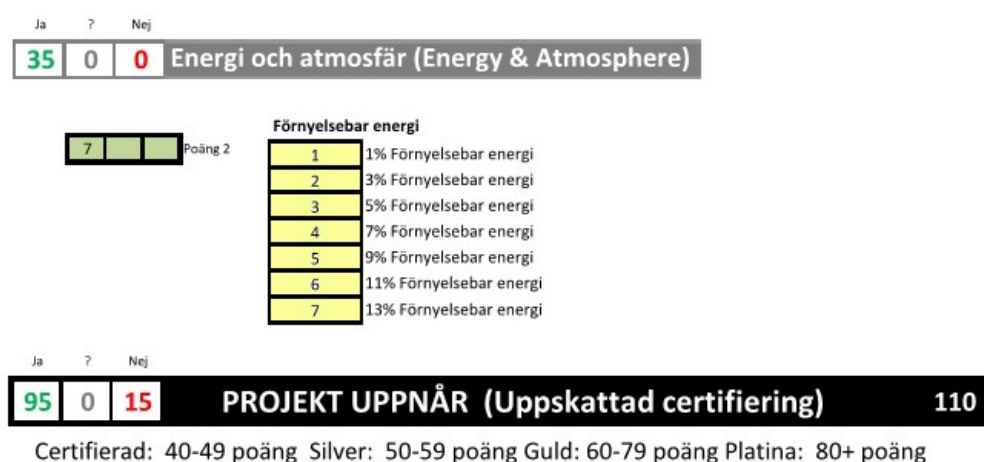 Ja ? Nej
35 0 0 Energi och atmosfär (Energy & Atmosphere)
Förnyelsebar energi
7 Poäng 2
1 1% Förnyelsebar energi
2 3% Förnyelsebar energi
3 5% Förnyelsebar energi
4 7% Förnyelsebar energi
5 9% Förnyelsebar energi
6 11% Förnyelsebar energi
7 13% Förnyelsebar energi
Ja ? Nej
95 0 15 PROJEKT UPPNÅR (Uppskattad certifiering) 110
Certifierad: 40-49 poäng Silver: 50-59 poäng Guld: 60-79 poäng Platina: 80+ poäng